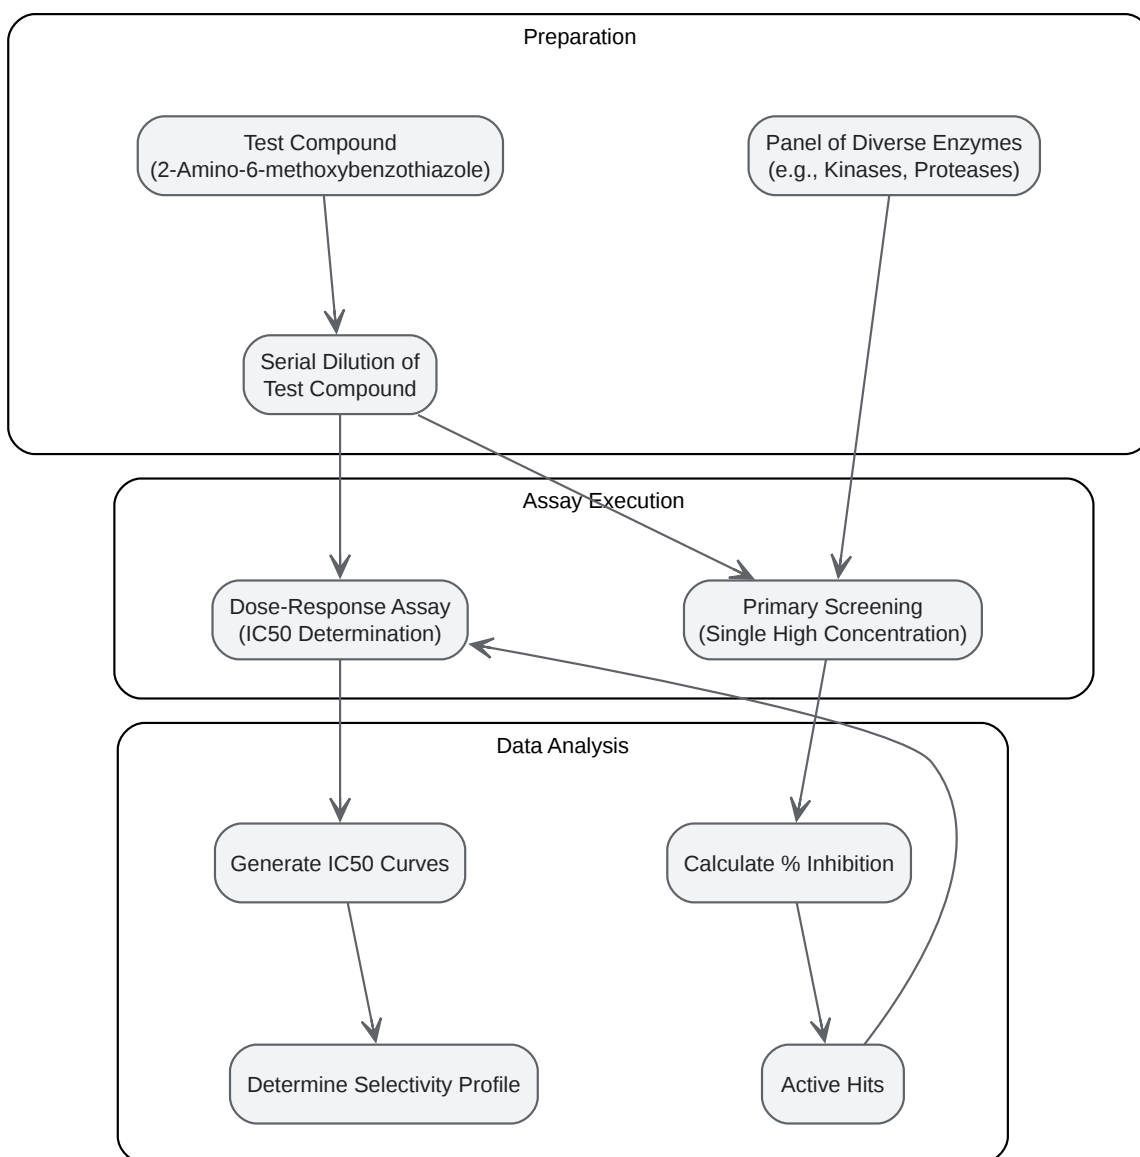 Preparation
Test Compound
(2-Amino-6-methoxybenzothiazole)
Panel of Diverse Enzymes
(e.g., Kinases, Proteases)
Serial Dilution of
Test Compound
Assay Execution
Dose-Response Assay
(IC50 Determination)
Primary Screening
(Single High Concentration)
Data Analysis
Generate IC50 Curves
Calculate % Inhibition
Determine Selectivity Profile
Active Hits